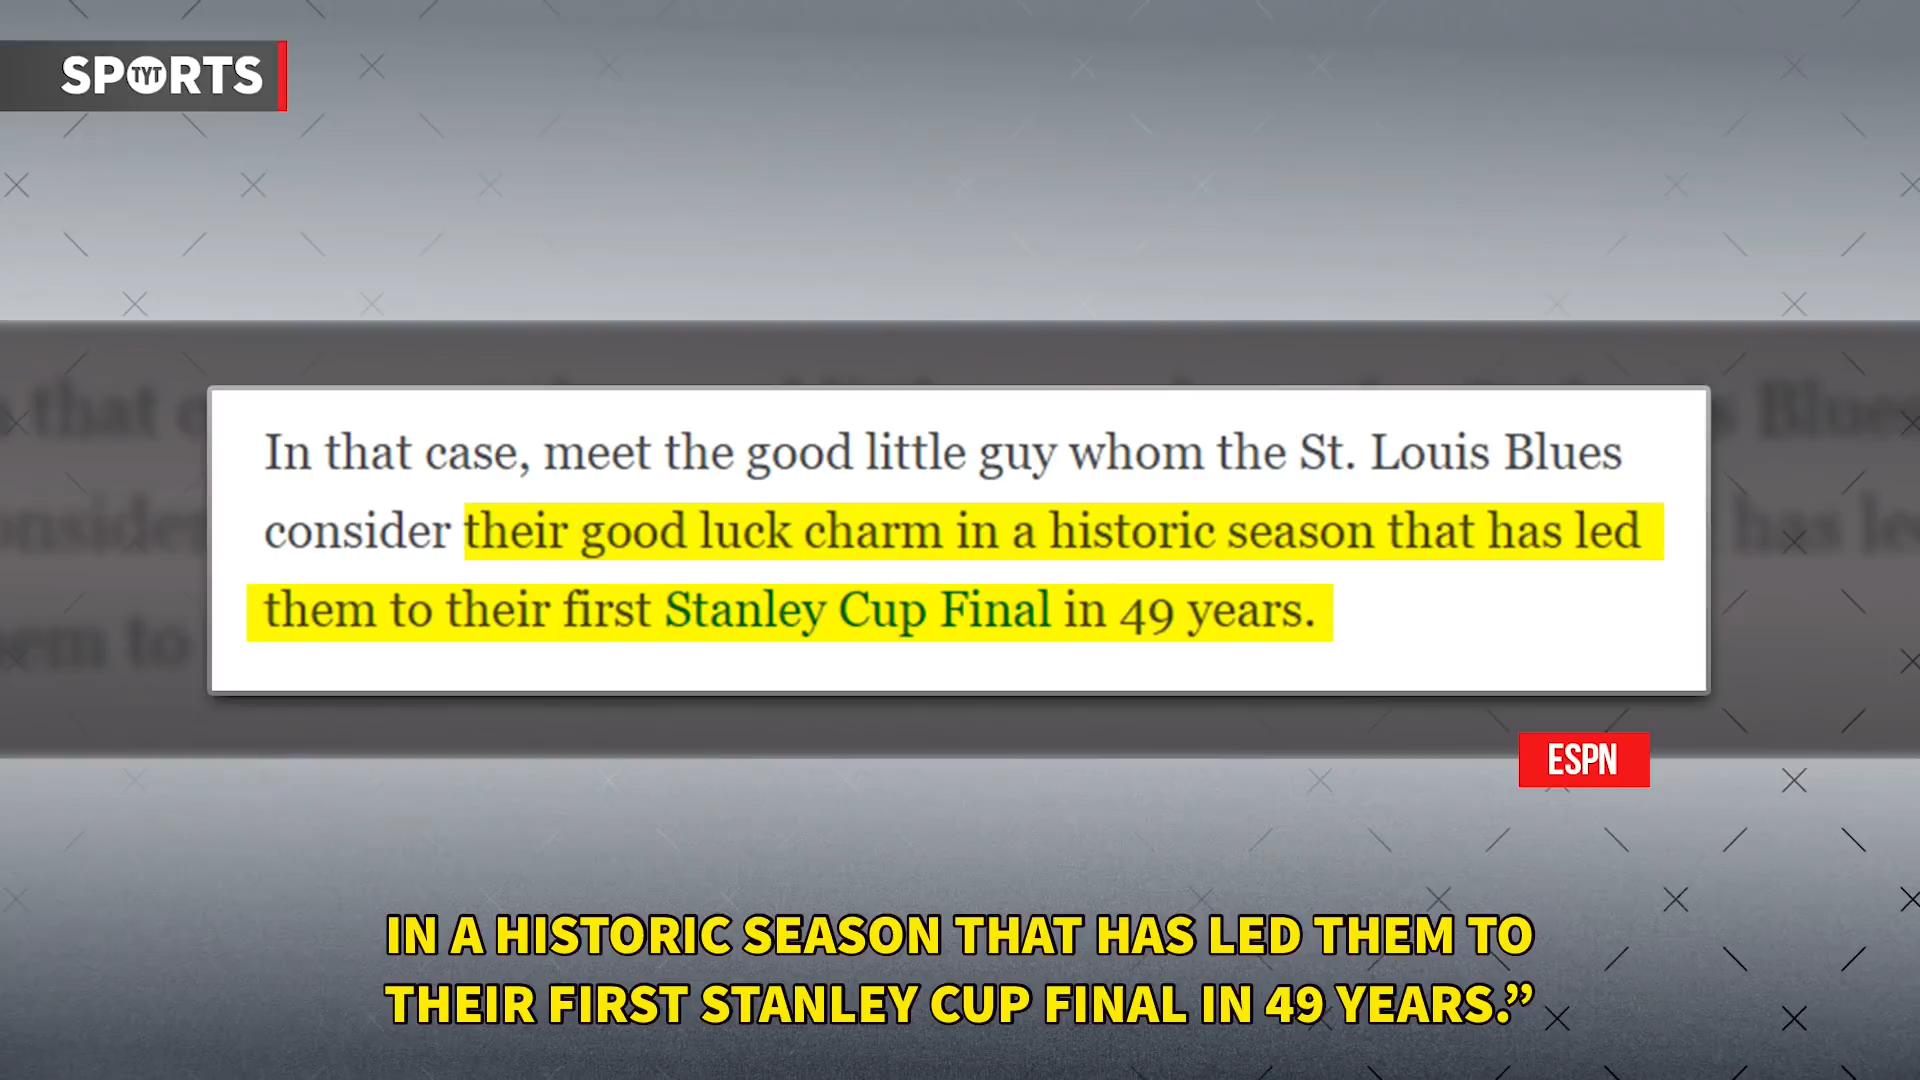 SPORTS
TYT
In that case, meet the good little guy whom the St. Louis Blues
consider their good luck charm in a historic season that has led
them to their first Stanley Cup Final in 49 years.
ESPN
IN A HISTORIC SEASON THAT HAS LED THEM TO
THEIR FIRST STANLEY CUP FINAL IN 49 YEARS.”